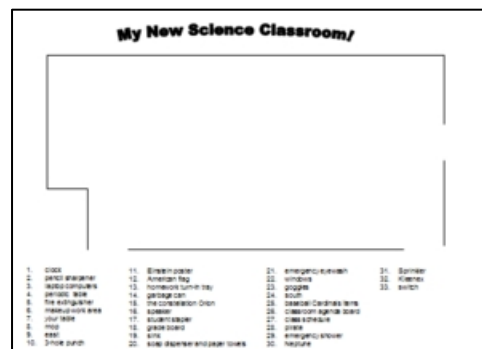 My New Science Classroom!
1. clock
2. pencil sharpener
3. laptop computers
4. periodic table
5. fire extinguisher
6. makeup work area
7. your table
8. mop
9. easel
10. 3-hole punch
11. Einstein poster
12. American flag
13. homework turn-in tray
14. garbage can
15. the constellation Orion
16. speaker
17. student stapler
18. grade board
19. sink
20. soap dispenser and paper towels
21. emergency eyewash
22. windows
23. goggles
24. south
25. baseball Cardinals items
26. classroom agenda board
27. class schedule
28. pirate
29. emergency shower
30. Neptune
31. Sprinkler
32. Kleenex
33. switch